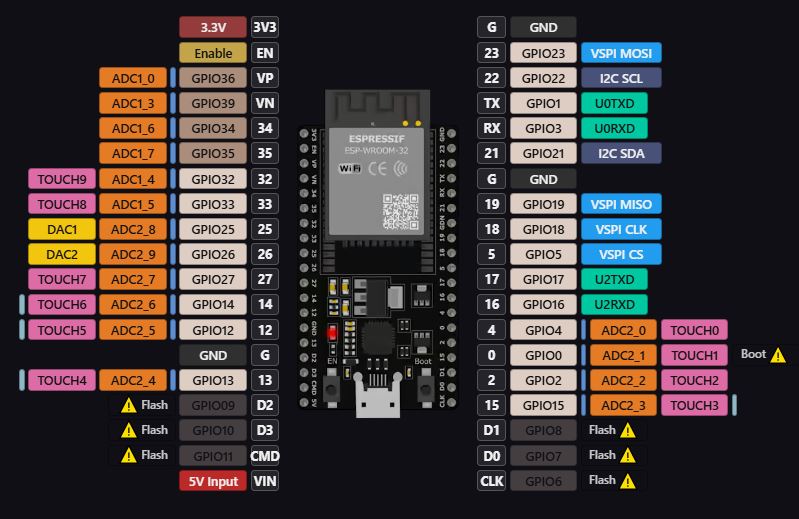 3.3V 3V3
Enable EN
ADC1_0 GPIO36 VP
ADC1_3 GPIO39 VN
ADC1_6 GPIO34 34
ADC1_7 GPIO35 35
TOUCH9 ADC1_4 GPIO32 32
TOUCH8 ADC1_5 GPIO33 33
DAC1 ADC2_8 GPIO25 25
DAC2 ADC2_9 GPIO26 26
TOUCH7 ADC2_7 GPIO27 27
TOUCH6 ADC2_6 GPIO14 14
TOUCH5 ADC2_5 GPIO12 12
GND G
TOUCH4 ADC2_4 GPIO13 13
Flash GPIO09 D2
Flash GPIO10 D3
Flash GPIO11 CMD
5V Input VIN
ESPRESSIF
ESP-WROOM-32
WiFi CE
3V3
EN
VP
VN
34
35
32
33
25
26
27
14
12
GND
13
D2
D3
CMD
5V
GND
23
22
TX
RX
21
GDN
19
18
5
17
16
4
0
2
15
D1
D0
CLK
EN
Boot
G GND
23 GPIO23 VSPI MOSI
22 GPIO22 I2C SCL
TX GPIO1 U0TXD
RX GPIO3 U0RXD
21 GPIO21 I2C SDA
G GND
19 GPIO19 VSPI MISO
18 GPIO18 VSPI CLK
5 GPIO5 VSPI CS
17 GPIO17 U2TXD
16 GPIO16 U2RXD
4 GPIO4 ADC2_0 TOUCH0
0 GPIO0 ADC2_1 TOUCH1 Boot
2 GPIO2 ADC2_2 TOUCH2
15 GPIO15 ADC2_3 TOUCH3
D1 GPIO8 Flash
D0 GPIO7 Flash
CLK GPIO6 Flash